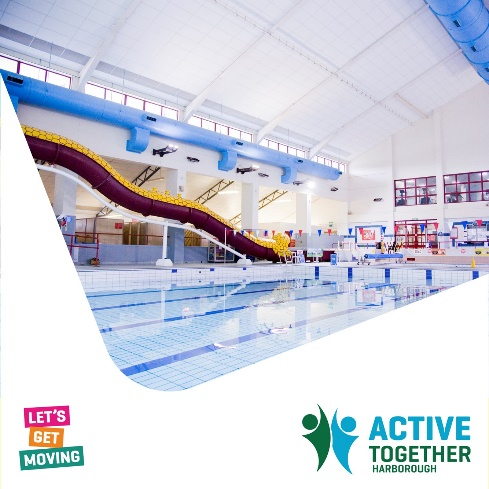 LET'S
GET
MOVING
ACTIVE
TOGETHER
HARBOROUGH